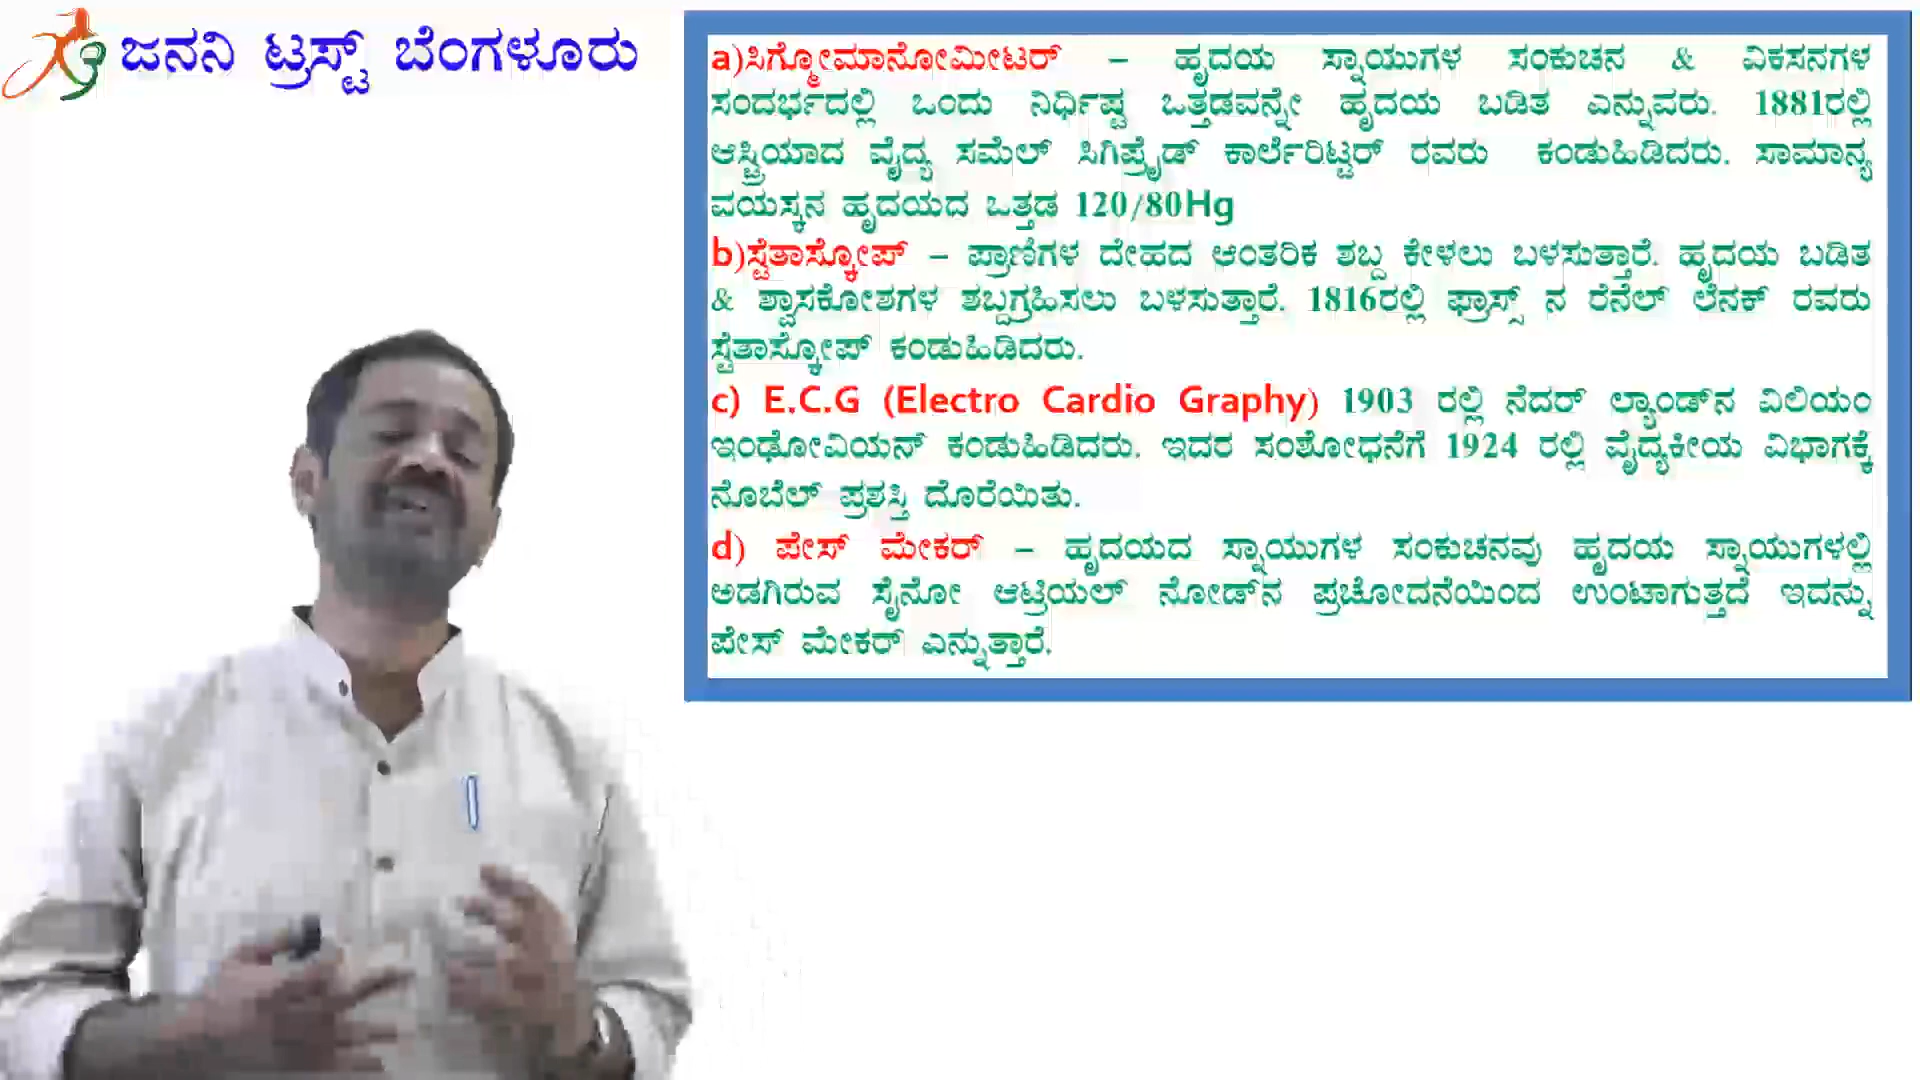 ಜನನಿ ಟ್ರಸ್ಟ್ ಬೆಂಗಳೂರು
a)ಸಿಗ್ಮೋಮಾನೋಮೀಟರ್ – ಹೃದಯ ಸ್ನಾಯುಗಳ ಸಂಕುಚನ & ವಿಕಸನಗಳ
ಸಂದರ್ಭದಲ್ಲಿ ಒಂದು ನಿರ್ಧಿಷ್ಟ ಒತ್ತಡವನ್ನೇ ಹೃದಯ ಬಡಿತ ಎನ್ನುವರು. 1881ರಲ್ಲಿ
ಆಸ್ಟ್ರಿಯಾದ ವೈದ್ಯ ಸಮೆಲ್ ಸಿಗಿಫ್ರೈಡ್ ಕಾರ್ಲೆರಿಟ್ಟರ್ ರವರು ಕಂಡುಹಿಡಿದರು. ಸಾಮಾನ್ಯ
ವಯಸ್ಕನ ಹೃದಯದ ಒತ್ತಡ 120/80Hg
b)ಸ್ಟೆತಾಸ್ಕೋಪ್ – ಪ್ರಾಣಿಗಳ ದೇಹದ ಆಂತರಿಕ ಶಬ್ದ ಕೇಳಲು ಬಳಸುತ್ತಾರೆ. ಹೃದಯ ಬಡಿತ
& ಶ್ವಾಸಕೋಶಗಳ ಶಬ್ದಗ್ರಹಿಸಲು ಬಳಸುತ್ತಾರೆ. 1816ರಲ್ಲಿ ಫ್ರಾನ್ಸ್ ನ ರೆನೆಲ್ ಲೆನಕ್ ರವರು
ಸ್ಟೆತಾಸ್ಕೋಪ್ ಕಂಡುಹಿಡಿದರು.
c) E.C.G (Electro Cardio Graphy) 1903 ರಲ್ಲಿ ನೆದರ್ ಲ್ಯಾಂಡ್‌ನ ವಿಲಿಯಂ
ಇಂಥೋವಿಯನ್ ಕಂಡುಹಿಡಿದರು. ಇದರ ಸಂಶೋಧನೆಗೆ 1924 ರಲ್ಲಿ ವೈದ್ಯಕೀಯ ವಿಭಾಗಕ್ಕೆ
ನೊಬೆಲ್ ಪ್ರಶಸ್ತಿ ದೊರೆಯಿತು.
d) ಪೇಸ್ ಮೇಕರ್ – ಹೃದಯದ ಸ್ನಾಯುಗಳ ಸಂಕುಚನವು ಹೃದಯ ಸ್ನಾಯುಗಳಲ್ಲಿ
ಅಡಗಿರುವ ಸೈನೋ ಆಟ್ರಿಯಲ್ ನೋಡ್‌ನ ಪ್ರಚೋದನೆಯಿಂದ ಉಂಟಾಗುತ್ತದೆ ಇದನ್ನು
ಪೇಸ್ ಮೇಕರ್ ಎನ್ನುತ್ತಾರೆ.